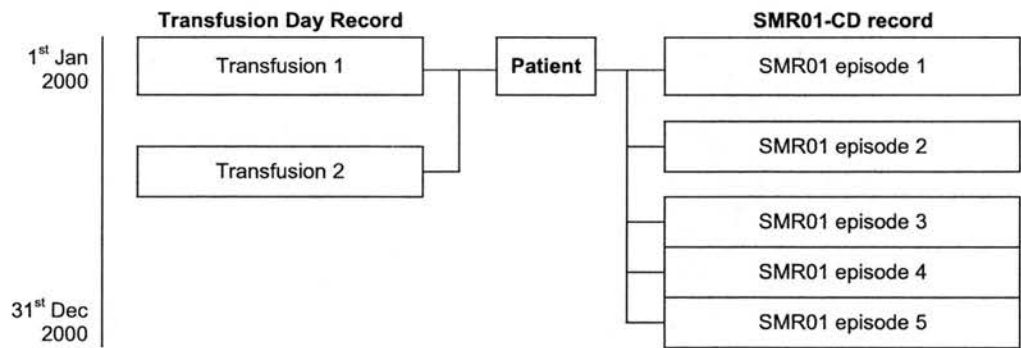 Transfusion Day Record
SMR01-CD record
1st Jan
2000
Transfusion 1
Patient
SMR01 episode 1
Transfusion 2
SMR01 episode 2
SMR01 episode 3
SMR01 episode 4
31st Dec
2000
SMR01 episode 5